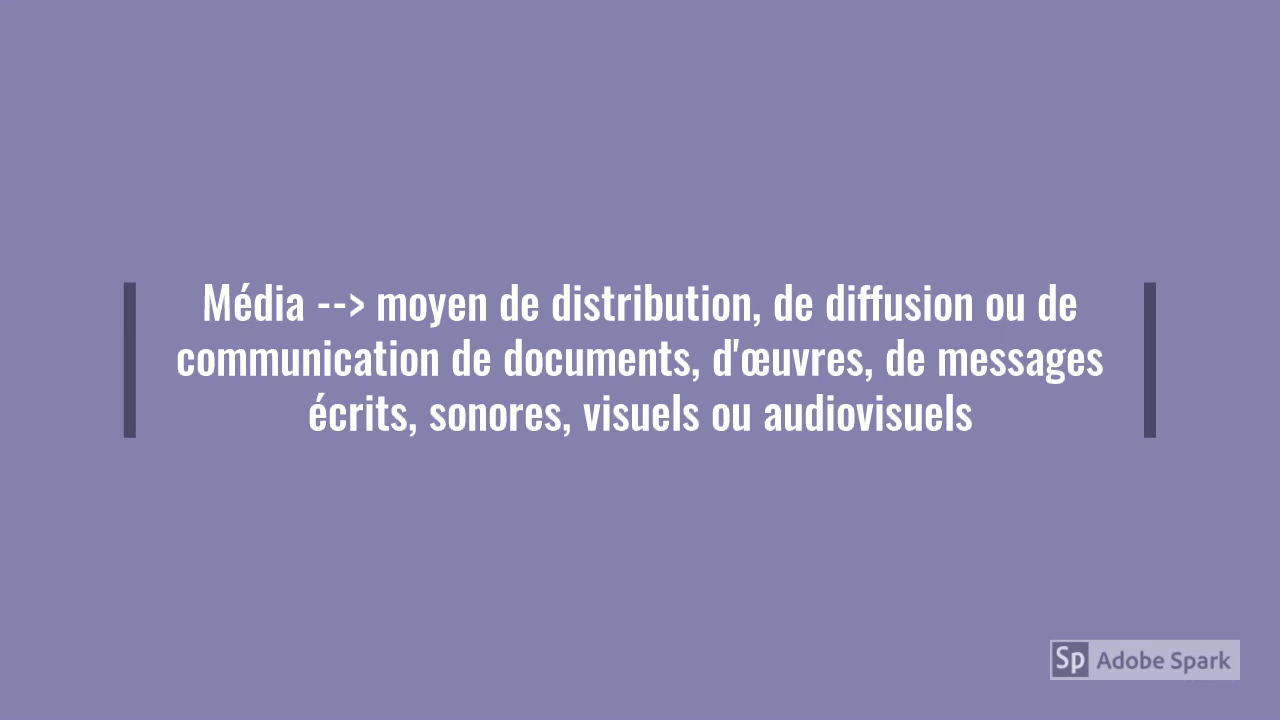 Média --> moyen de distribution, de diffusion ou de
communication de documents, d'œuvres, de messages
écrits, sonores, visuels ou audiovisuels
Sp Adobe Spark